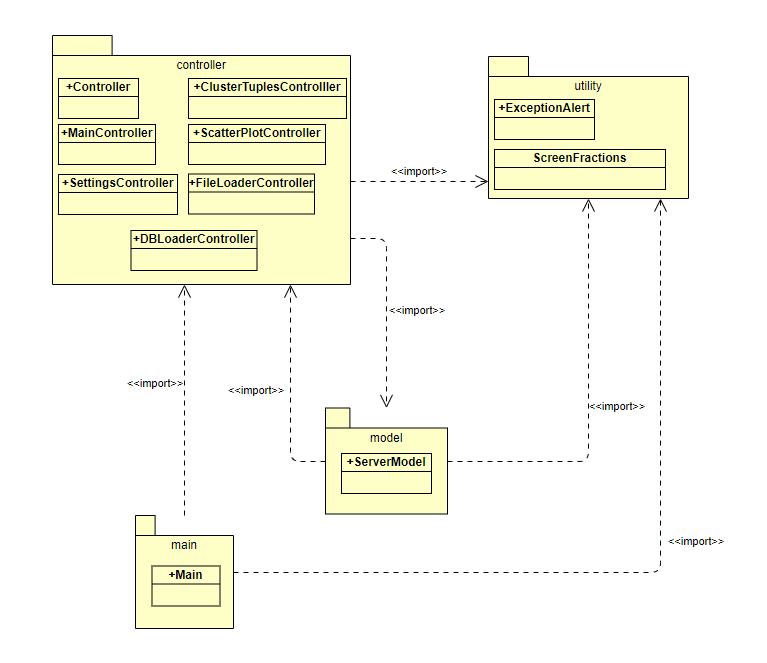 controller
+Controller
+ClusterTuplesControlller
+MainController
+ScatterPlotController
+SettingsController
+FileLoaderController
+DBLoaderController
utility
+ExceptionAlert
ScreenFractions
<<import>>
<<import>>
<<import>>
<<import>>
<<import>>
model
+ServerModel
main
+Main
<<import>>